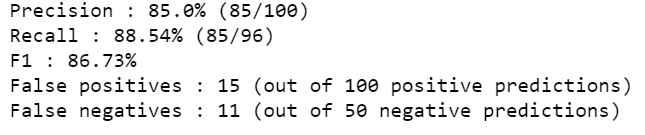 Precision : 85.0% (85/100)
Recall : 88.54% (85/96)
F1 : 86.73%
False positives : 15 (out of 100 positive predictions)
False negatives : 11 (out of 50 negative predictions)